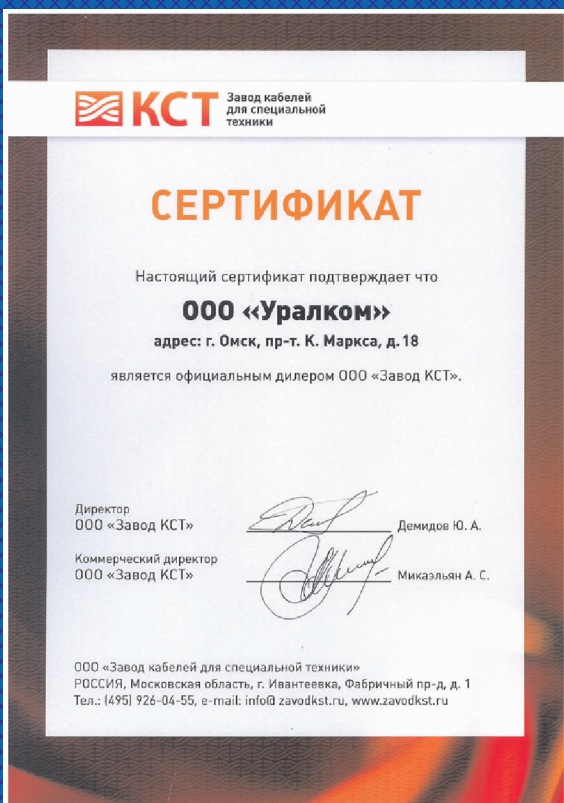 КСТ
Завод кабелей
для специальной
техники
СЕРТИФИКАТ
Настоящий сертификат подтверждает что
ООО «Уралком»
адрес: г. Омск, пр-т. К. Маркса, д.18
является официальным дилером ООО «Завод КСТ».
Директор
ООО «Завод КСТ»
Демидов Ю. А.
Коммерческий директор
ООО «Завод КСТ»
Микаэльян А. С.
ООО «Завод кабелей для специальной техники»
РОССИЯ, Московская область, г. Ивантеевка, Фабричный пр-д, д. 1
Тел.: (495) 926-04-55, e-mail: info@ zavodkst.ru, www.zavodkst.ru